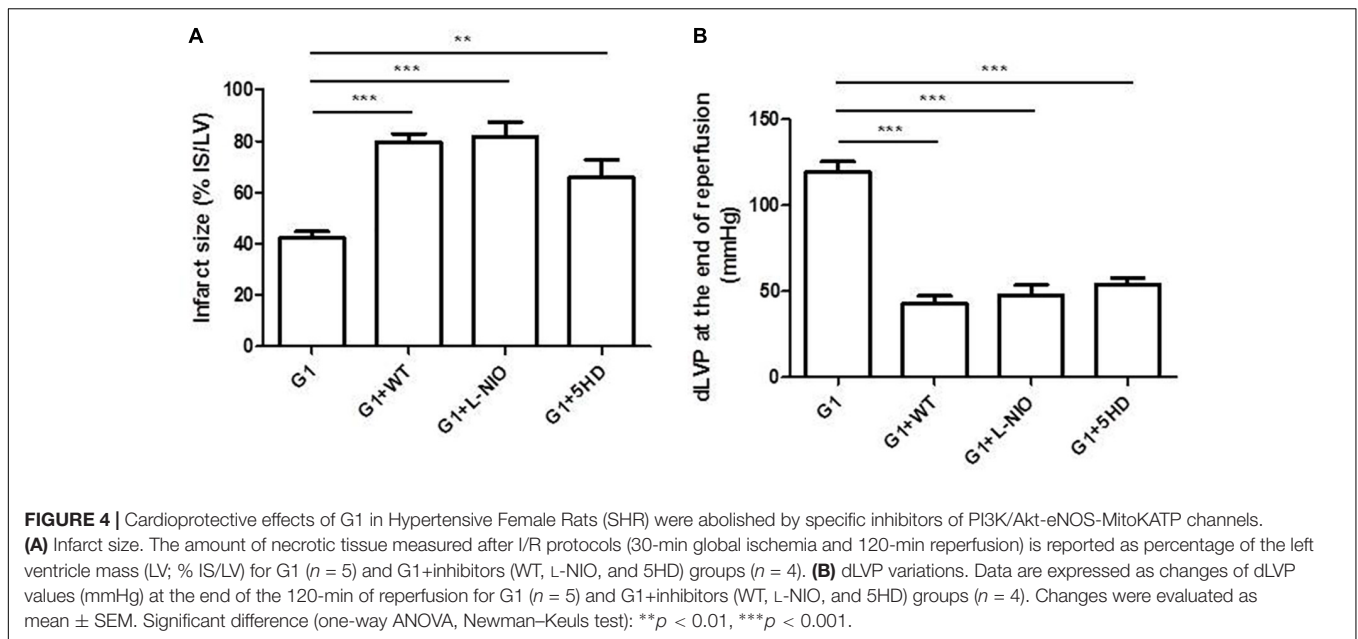 A
**
***
***
100
80
60
40
20
0
Infarct size (% IS/LV)
G1
G1+WT
G1+L-NIO
G1+5HD
B
***
***
***
150
100
50
0
dLVP at the end of reperfusion
(mmHg)
G1
G1+WT
G1+L-NIO
G1+5HD
FIGURE 4 | Cardioprotective effects of G1 in Hypertensive Female Rats (SHR) were abolished by specific inhibitors of PI3K/Akt-eNOS-MitoKATP channels.
(A) Infarct size. The amount of necrotic tissue measured after I/R protocols (30-min global ischemia and 120-min reperfusion) is reported as percentage of the left
ventricle mass (LV; % IS/LV) for G1 (n = 5) and G1+inhibitors (WT, L-NIO, and 5HD) groups (n = 4). (B) dLVP variations. Data are expressed as changes of dLVP
values (mmHg) at the end of the 120-min of reperfusion for G1 (n = 5) and G1+inhibitors (WT, L-NIO, and 5HD) groups (n = 4). Changes were evaluated as
mean ± SEM. Significant difference (one-way ANOVA, Newman–Keuls test): **p < 0.01, ***p < 0.001.